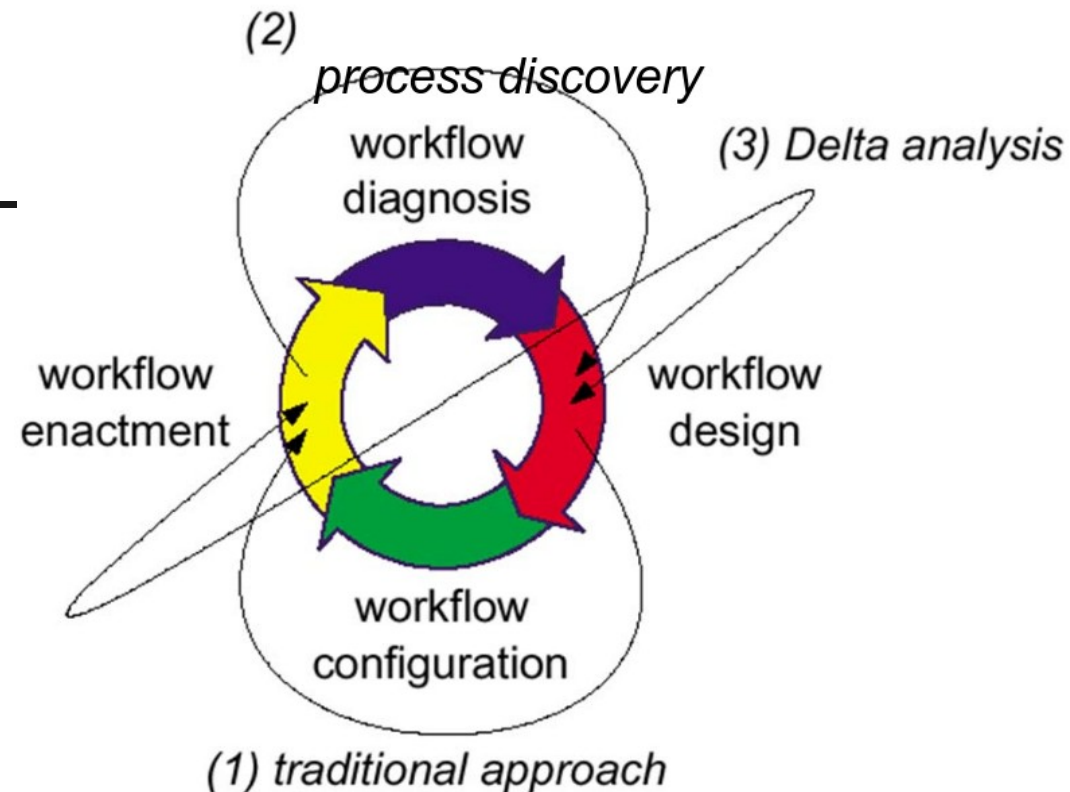 (2)
process discovery
workflow
diagnosis
(3) Delta analysis
workflow
enactment
workflow
design
workflow
configuration
(1) traditional approach